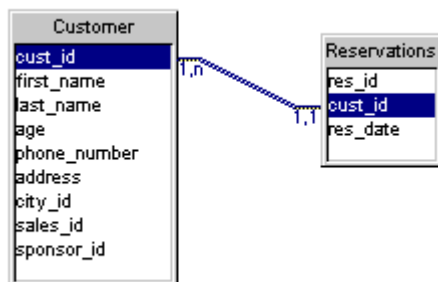 Customer
cust_id
first_name
last_name
age
phone_number
address
city_id
sales_id
sponsor_id
1,n
1,1
Reservations
res_id
cust_id
res_date